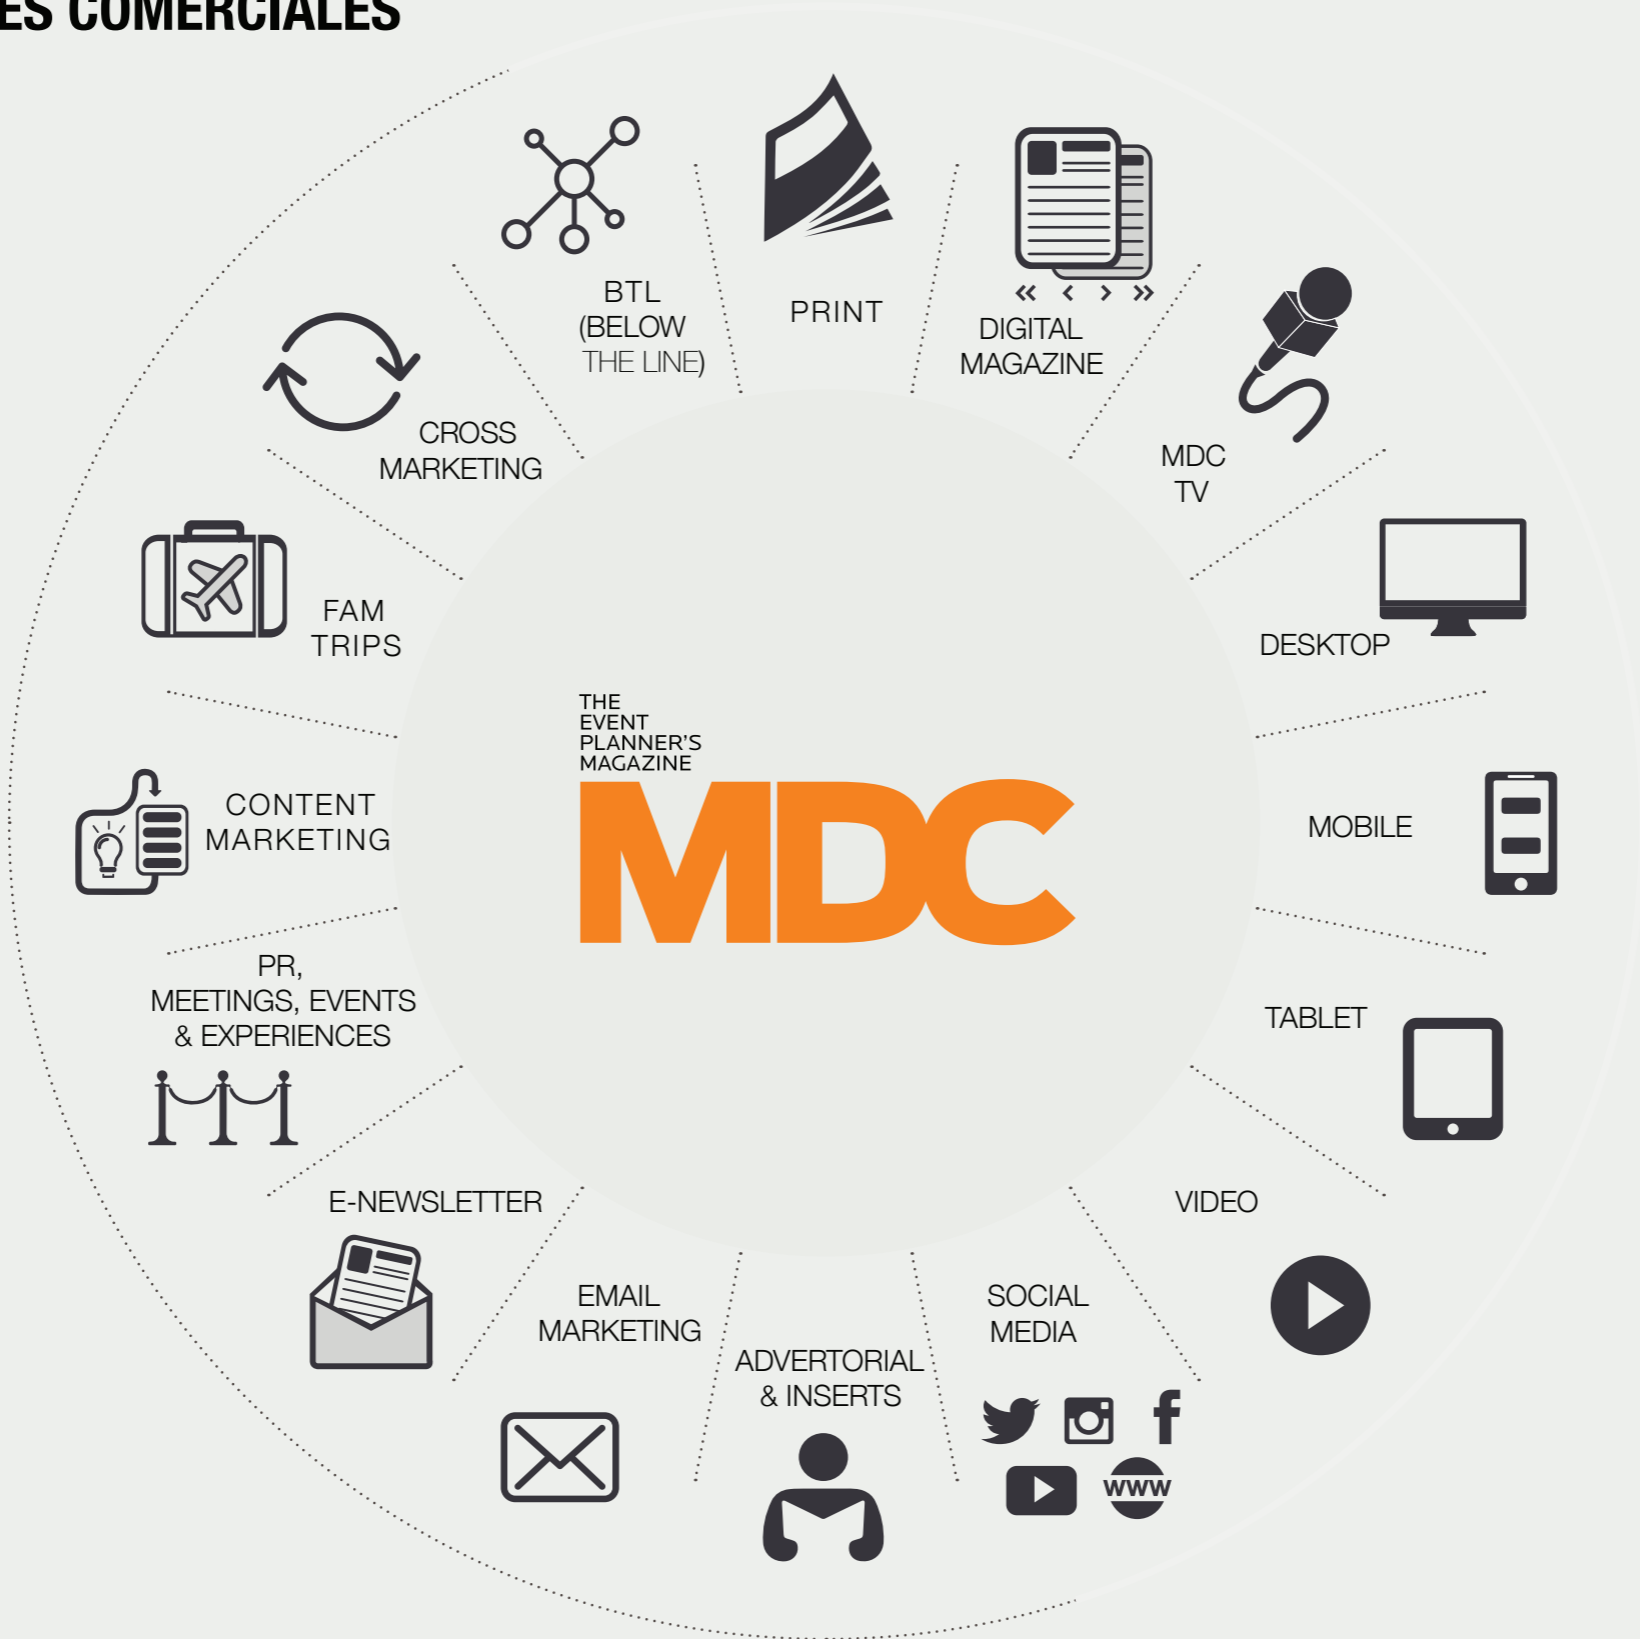 ES COMERCIALES
PRINT
DIGITAL
MAGAZINE
MDC
TV
DESKTOP
MOBILE
TABLET
VIDEO
SOCIAL
MEDIA
WWW
ADVERTORIAL
& INSERTS
EMAIL
MARKETING
E-NEWSLETTER
PR,
MEETINGS, EVENTS
& EXPERIENCES
CONTENT
MARKETING
FAM
TRIPS
CROSS
MARKETING
BTL
(BELOW
THE LINE)
THE
EVENT
PLANNER'S
MAGAZINE
MDC